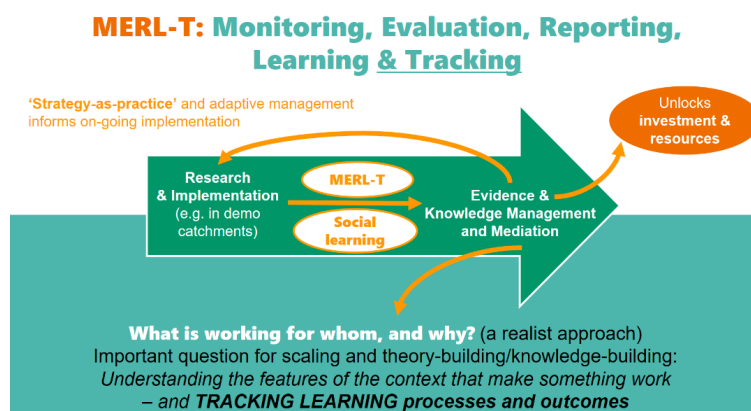 MERL-T: Monitoring, Evaluation, Reporting,
Learning & Tracking
'Strategy-as-practice' and adaptive management
informs on-going implementation
Unlocks
investment &
resources
Research
& Implementation
(e.g. in demo
catchments)
MERL-T
Social
learning
Evidence &
Knowledge Management
and Mediation
What is working for whom, and why? (a realist approach)
Important question for scaling and theory-building/knowledge-building:
Understanding the features of the context that make something work
– and TRACKING LEARNING processes and outcomes